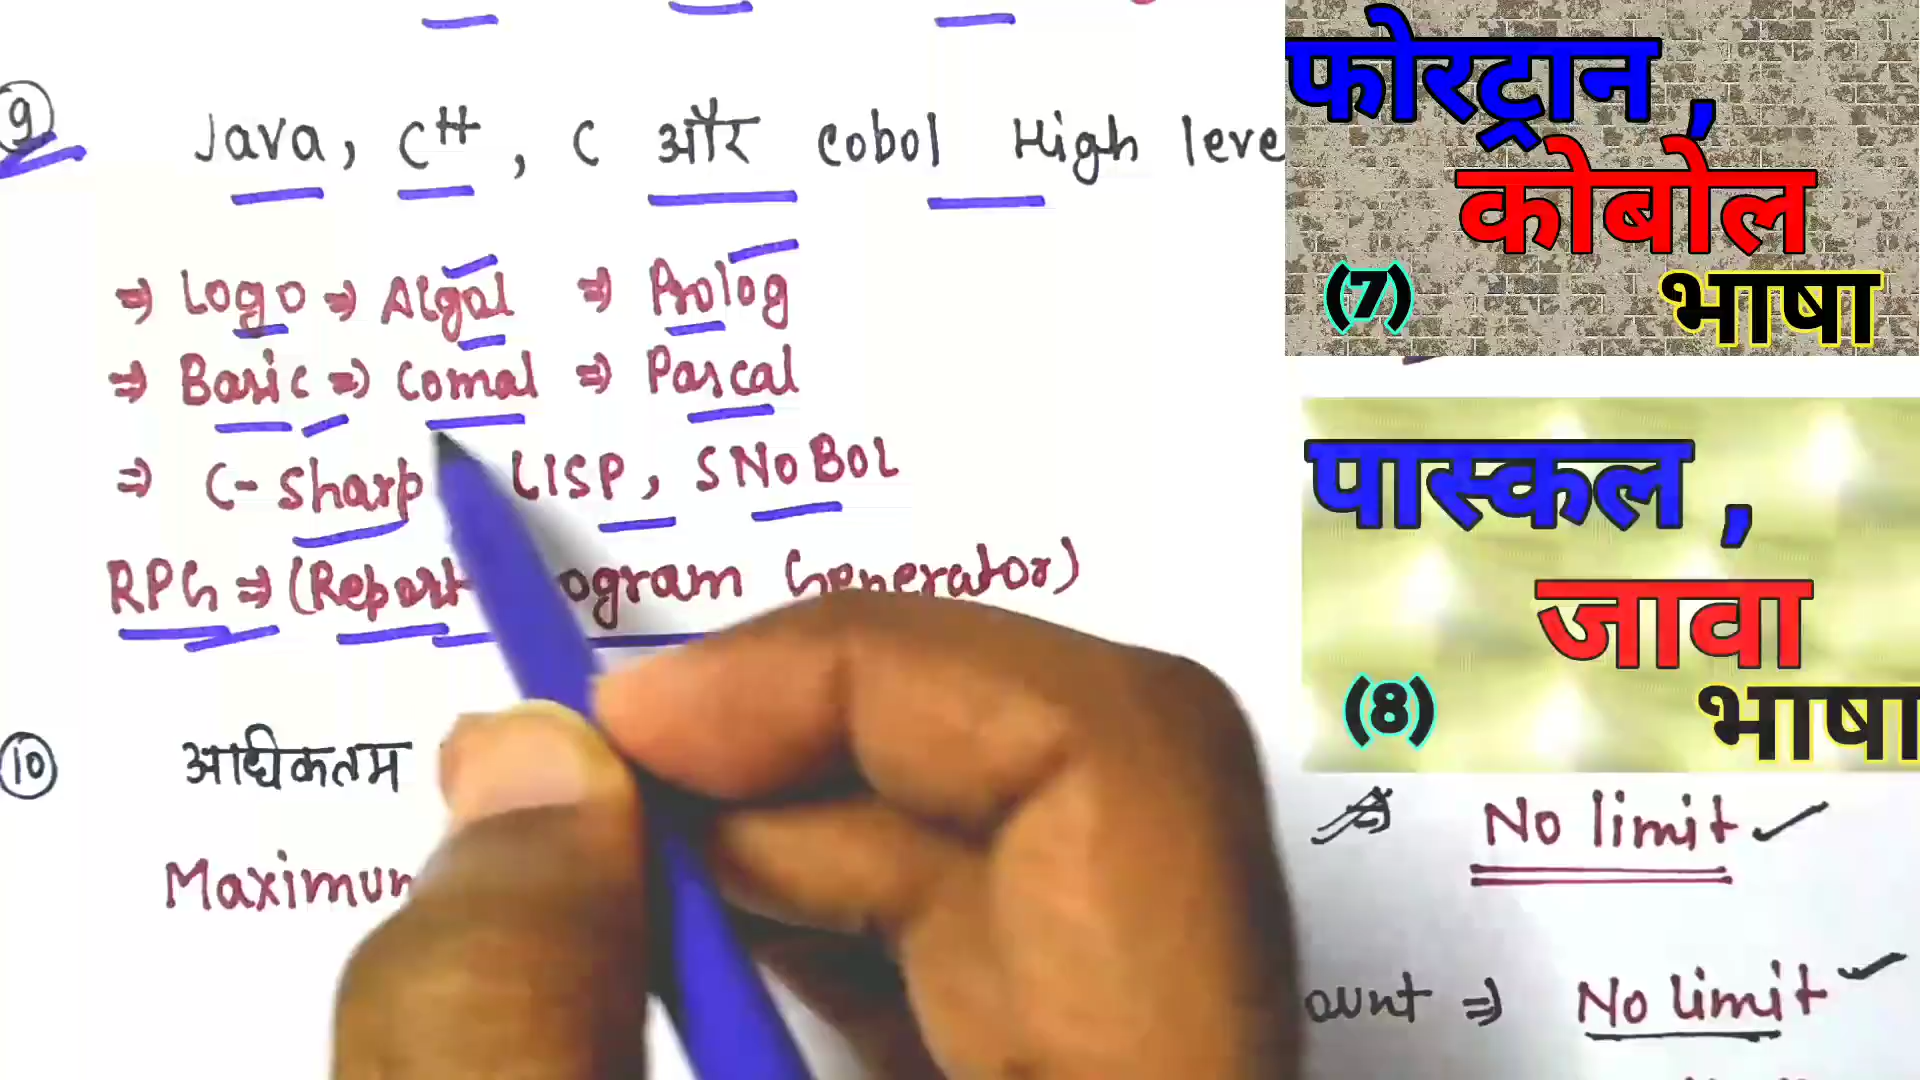 9 Java, C++, C और Cobol High leve
⇒ Logo ⇒ Algol ⇒ Prolog
⇒ Basic ⇒ Comal ⇒ Pascal
⇒ C-Sharp LISP, SNOBOL
RPG ⇒ (Report ogram Generator)
10 अधिकतम
Maximum
फोरट्रान ,
कोबोल
(7) भाषा
पास्कल ,
जावा
(8) भाषा
No limit
ount ⇒ No limit